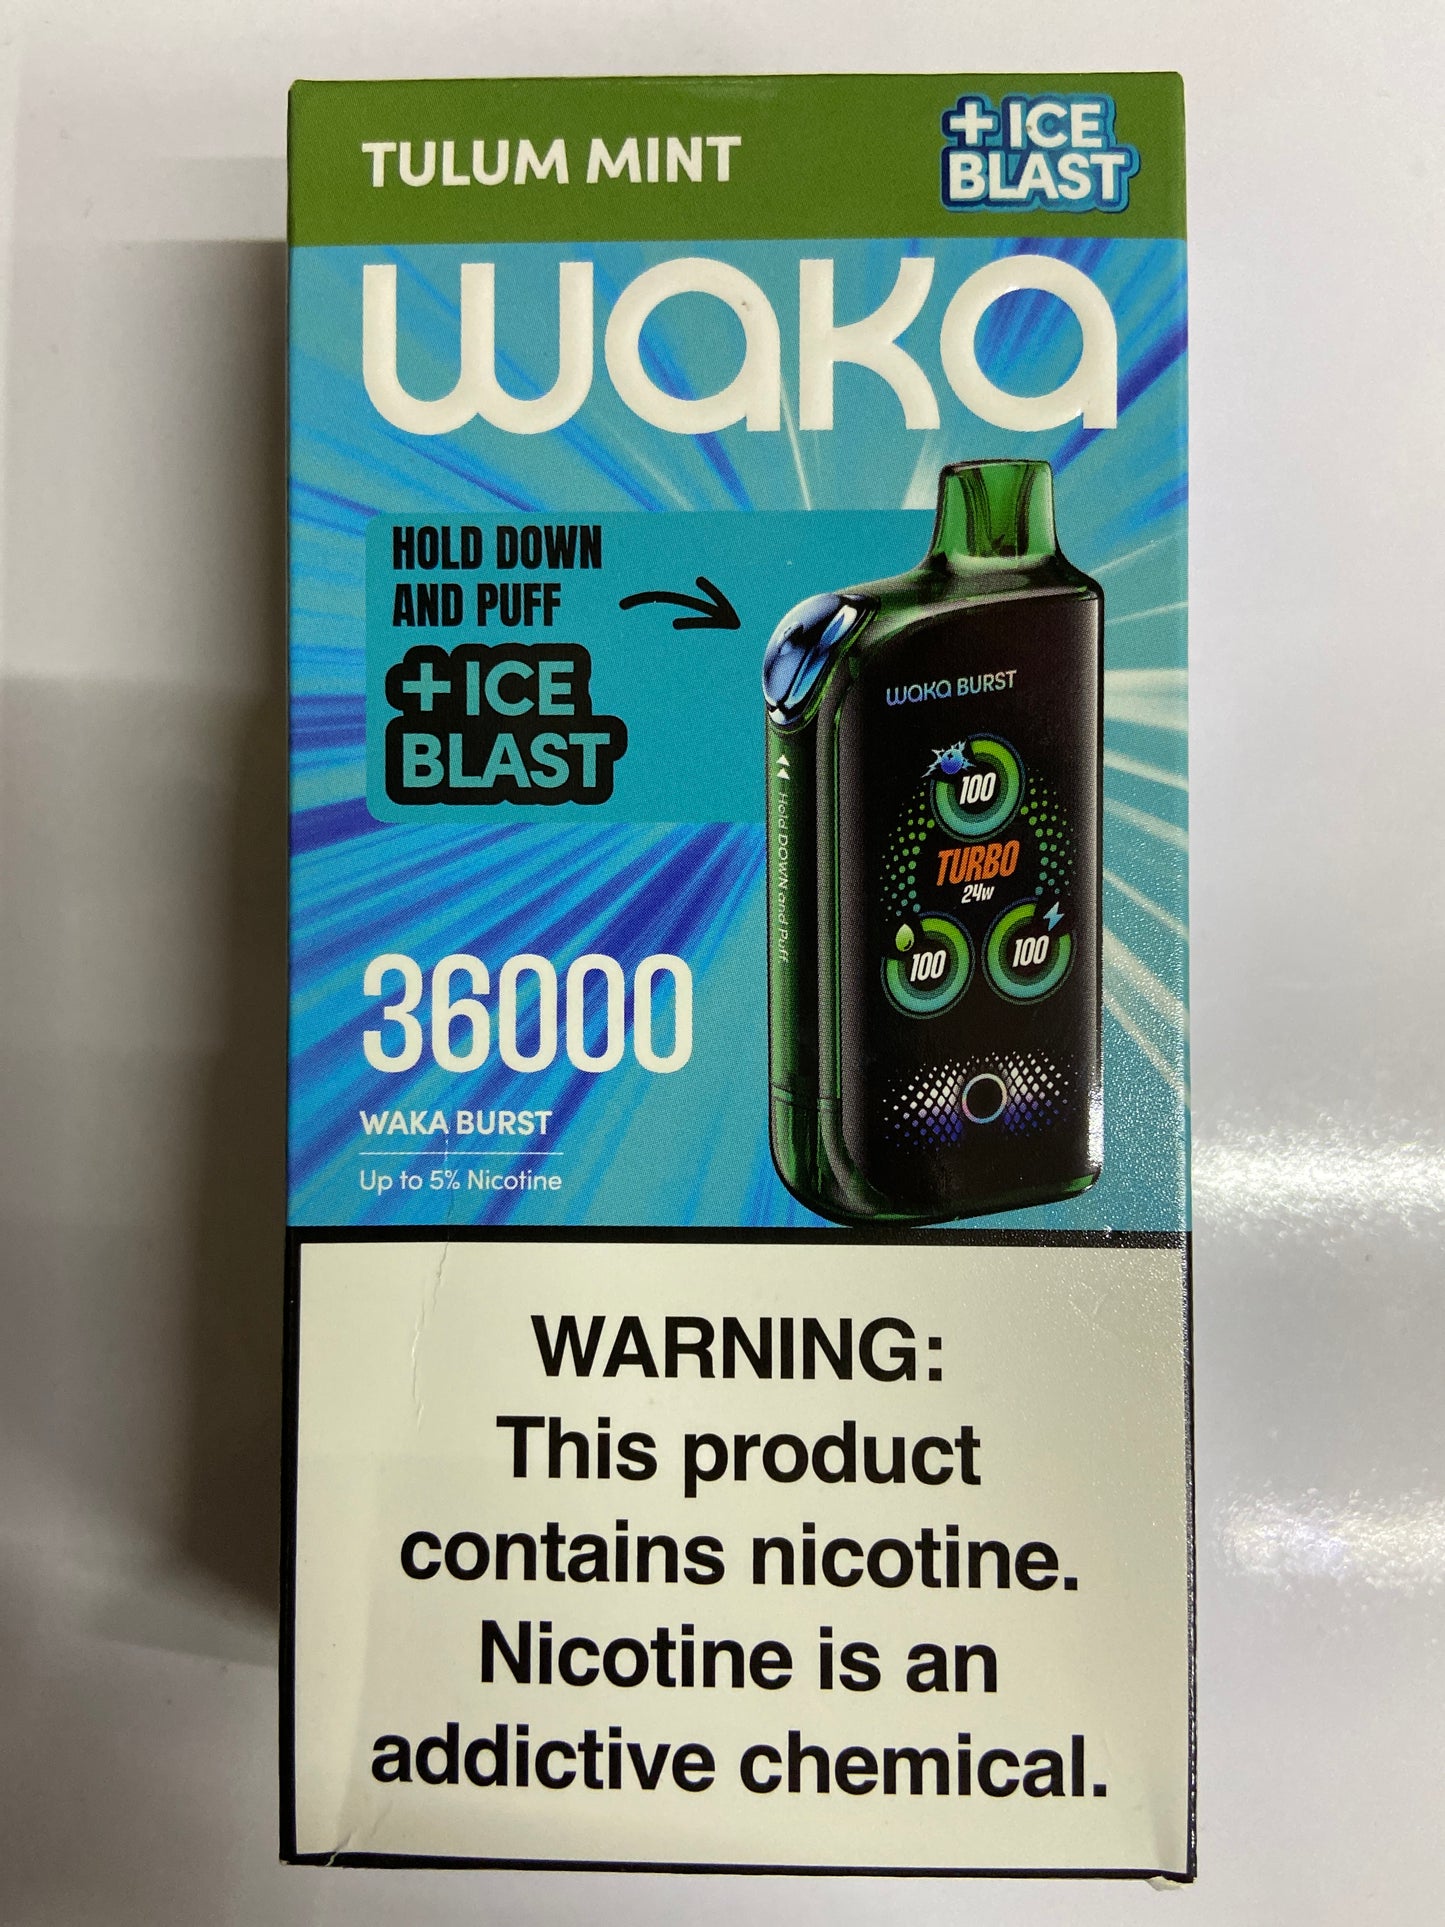 TULUM MINT
+ ICE
BLAST
waka
HOLD DOWN
AND PUFF
+ ICE
BLAST
waka BURST
100
TURBO
24w
100
100
Hold DOWN and Puff
36000
WAKA BURST
Up to 5% Nicotine
WARNING:
This product
contains nicotine.
Nicotine is an
addictive chemical.